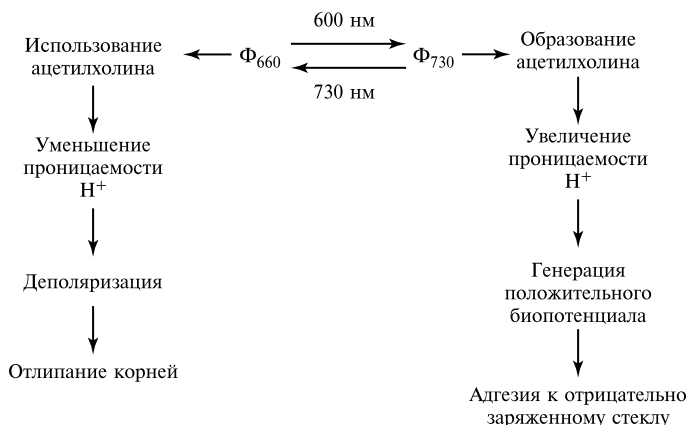 Использование
ацетилхолина
Ф660
600 нм
730 нм
Ф730
Образование
ацетилхолина
Уменьшение
проницаемости
H+
Увеличение
проницаемости
H+
Деполяризация
Генерация
положительного
биопотенциала
Отлипание корней
Адгезия к отрицательно
заряженному стеклу